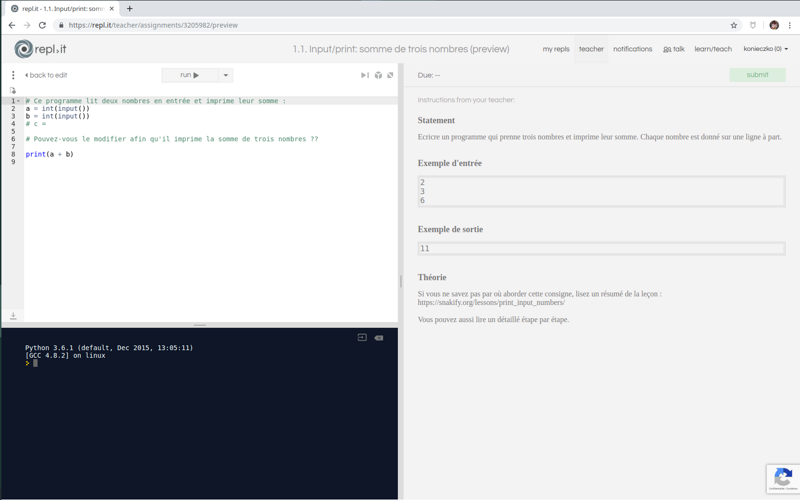 repl.it - 1.1. Input/print: somm
https://repl.it/teacher/assignments/3205982/preview
repl.it
1.1. Input/print: somme de trois nombres (preview)
my repls
teacher
notifications
talk
learn/teach
konieczko (0)
back to edit
run
Due: --
submit
Instructions from your teacher:
1 # Ce programme lit deux nombres en entrée et imprime leur somme :
2 a = int(input())
3 b = int(input())
4 # c =
5
6 # Pouvez-vous le modifier afin qu'il imprime la somme de trois nombres ??
7
8 print(a + b)
9
Statement
Ecricre un programme qui prenne trois nombres et imprime leur somme. Chaque nombre est donné sur une ligne à part.
Exemple d'entrée
2
3
6
Exemple de sortie
11
Théorie
Si vous ne savez pas par où aborder cette consigne, lisez un résumé de la leçon :
https://snakify.org/lessons/print_input_numbers/
Vous pouvez aussi lire un détaillé étape par étape.
Python 3.6.1 (default, Dec 2015, 13:05:11)
[GCC 4.8.2] on linux